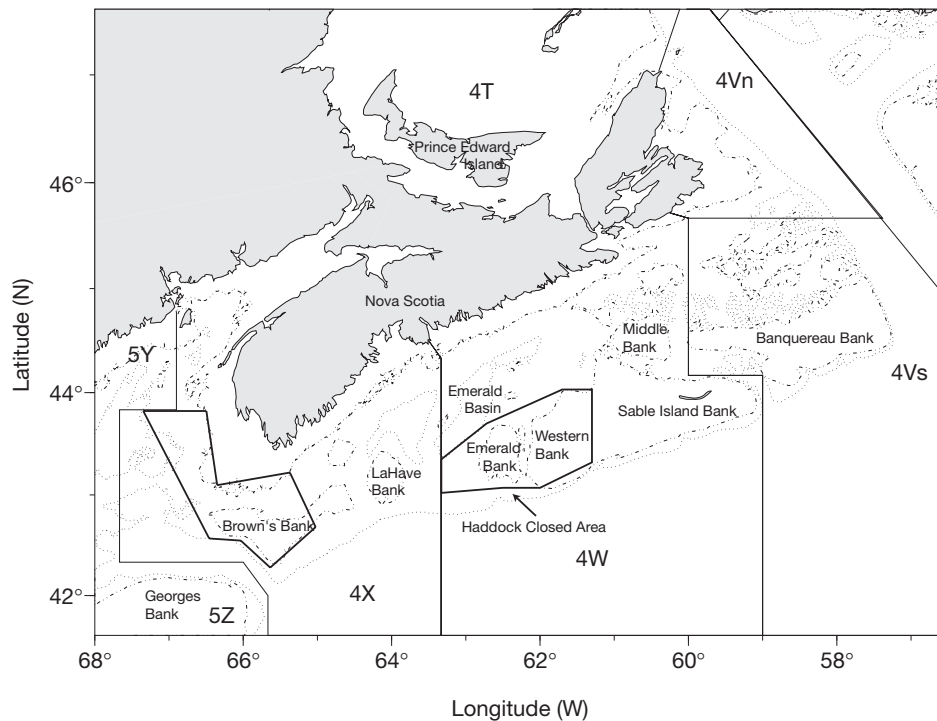 4T
4Vn
Prince Edward
Island
46°
Nova Scotia
Latitude (N)
5Y
Middle
Bank
Banquereau Bank
4Vs
44°
Emerald
Basin
Sable Island Bank
Emerald
Bank
Western
Bank
LaHave
Bank
Brown's Bank
Haddock Closed Area
4W
42°
Georges
Bank
5Z
4X
68°
66°
64°
62°
60°
58°
Longitude (W)